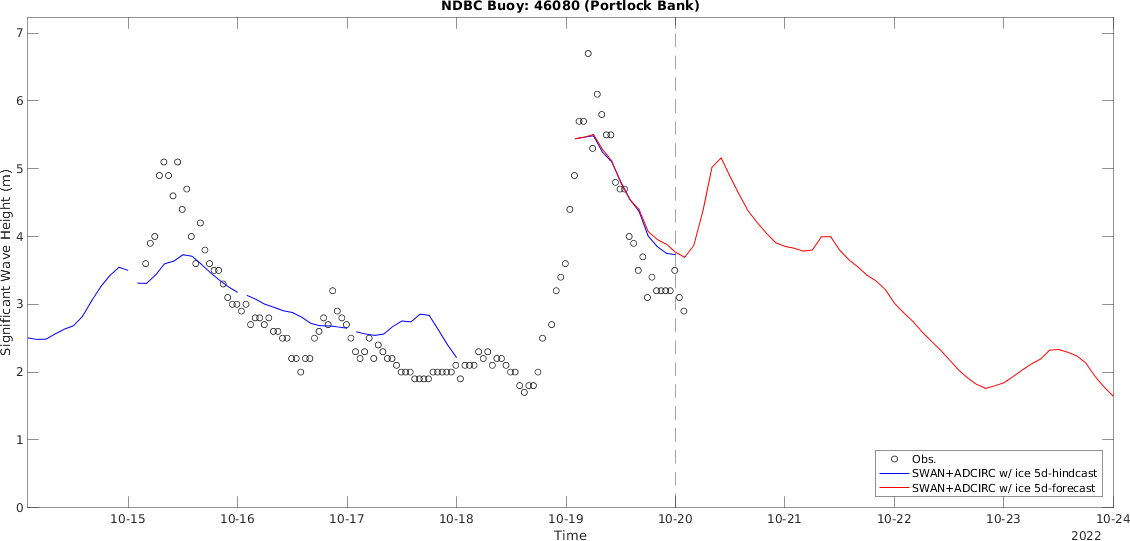 NDBC Buoy: 46080 (Portlock Bank)
7
6
5
4
3
2
1
0
Significant Wave Height (m)
Obs.
SWAN+ADCIRC w/ ice 5d-hindcast
SWAN+ADCIRC w/ ice 5d-forecast
10-15 10-16 10-17 10-18 10-19 10-20 10-21 10-22 10-23 10-24
Time
2022